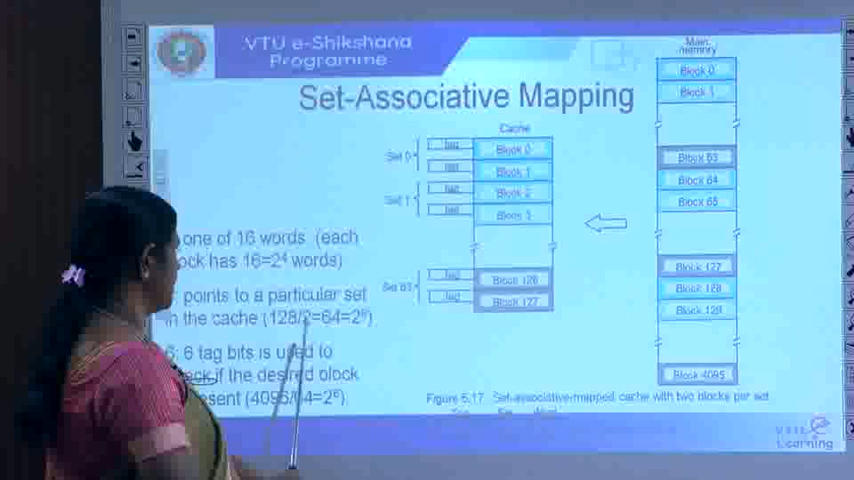 VTU e-Shikshana
Programme
Set-Associative Mapping
one of 16 words (each
ock has 16=2⁴ words)
points to a particular set
in the cache (128/2=64=2⁶)
6: 6 tag bits is used to
check if the desired block
esent (4095/64=2⁶)
Cache
Set 0
tag
Block 0
tag
Block 1
Set 1
tag
Block 2
tag
Block 3
Set 63
tag
Block 126
tag
Block 127
Main
memory
Block 0
Block 1
Block 63
Block 64
Block 65
Block 127
Block 128
Block 129
Block 4095
Figure 5.17 Set-associative-mapped cache with two blocks per set
VTU e-Learning